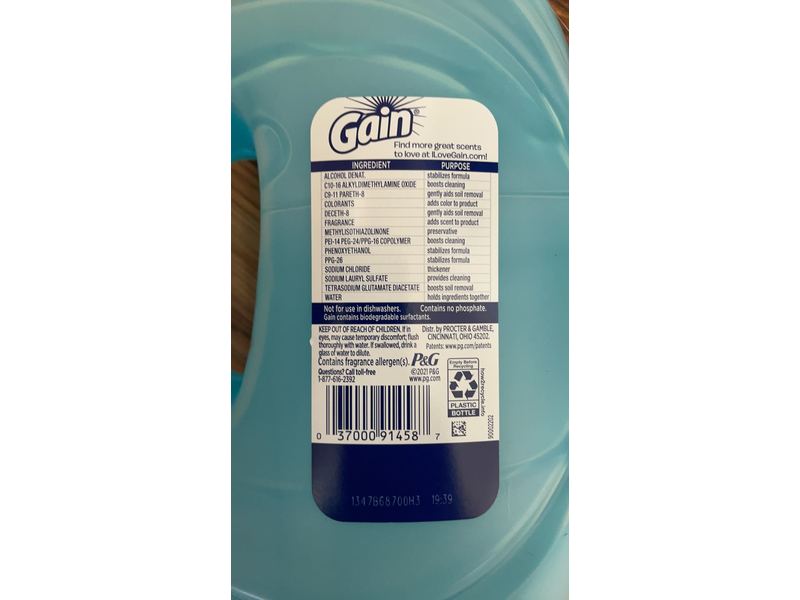 Gain®
Find more great scents
to love at ILoveGain.com!
INGREDIENT PURPOSE
ALCOHOL DENAT. stabilizes formula
C10-16 ALKYLDIMETHYLAMINE OXIDE boosts cleaning
C9-11 PARETH-8 gently aids soil removal
COLORANTS adds color to product
DECETH-8 gently aids soil removal
FRAGRANCE adds scent to product
METHYLISOTHIAZOLINONE preservative
PEI-14 PEG-24/PPG-16 COPOLYMER boosts cleaning
PHENOXYETHANOL stabilizes formula
PPG-26 stabilizes formula
SODIUM CHLORIDE thickener
SODIUM LAURYL SULFATE provides cleaning
TETRASODIUM GLUTAMATE DIACETATE boosts soil removal
WATER holds ingredients together
Not for use in dishwashers. Contains no phosphate.
Gain contains biodegradable surfactants.
KEEP OUT OF REACH OF CHILDREN. If in
eyes, may cause temporary discomfort; flush
thoroughly with water. If swallowed, drink a
glass of water to dilute.
Contains fragrance allergen(s).
Questions? Call toll-free
1-877-616-2392
Distr. by PROCTER & GAMBLE,
CINCINNATI, OHIO 45202.
Patents: www.pg.com/patents
P&G
©2021 P&G
www.pg.com
Empty Before
Recycling
PLASTIC
BOTTLE
how2recycle.info
90002202
0 37000 91458 7
1347B68700H3 19:39